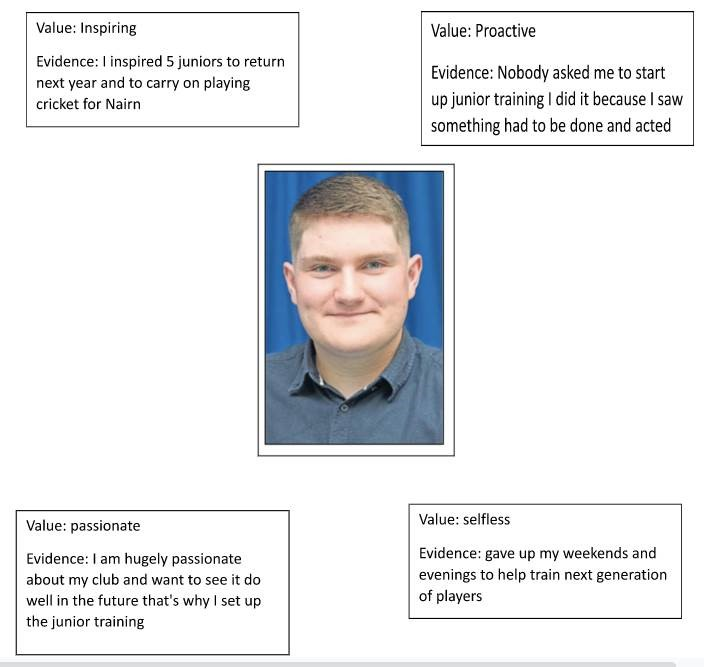 Value: Inspiring
Evidence: I inspired 5 juniors to return
next year and to carry on playing
cricket for Nairn
Value: Proactive
Evidence: Nobody asked me to start
up junior training I did it because I saw
something had to be done and acted
Value: passionate
Evidence: I am hugely passionate
about my club and want to see it do
well in the future that's why I set up
the junior training
Value: selfless
Evidence: gave up my weekends and
evenings to help train next generation
of players